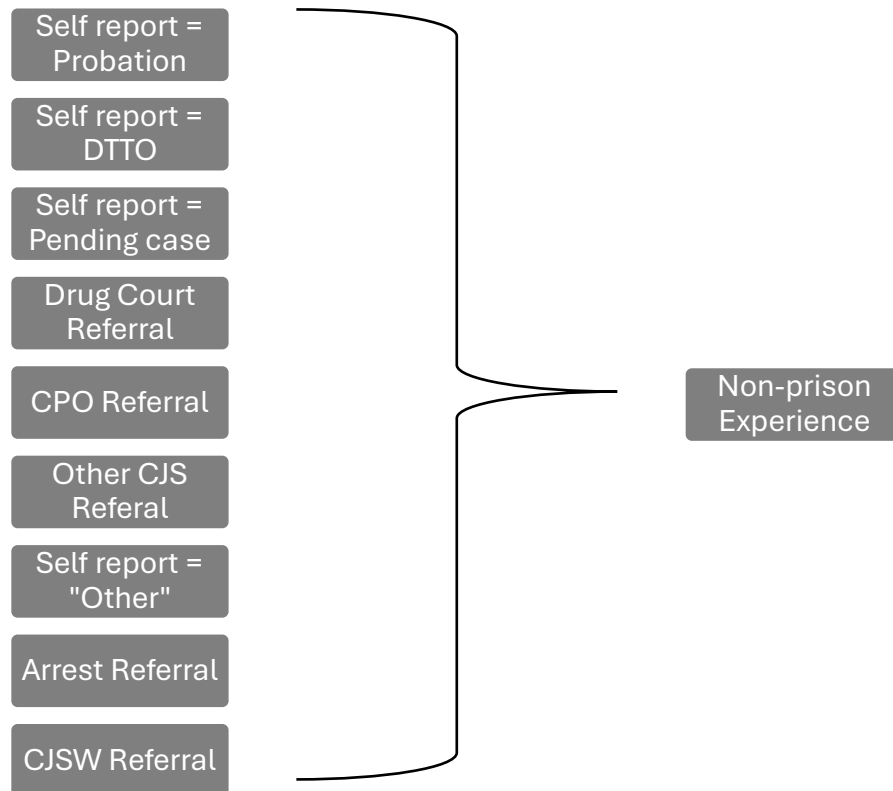 Self report =
Probation
Self report =
DTTO
Self report =
Pending case
Drug Court
Referral
CPO Referral
Other CJS
Referal
Self report =
"Other"
Arrest Referral
CJSW Referral
Non-prison
Experience